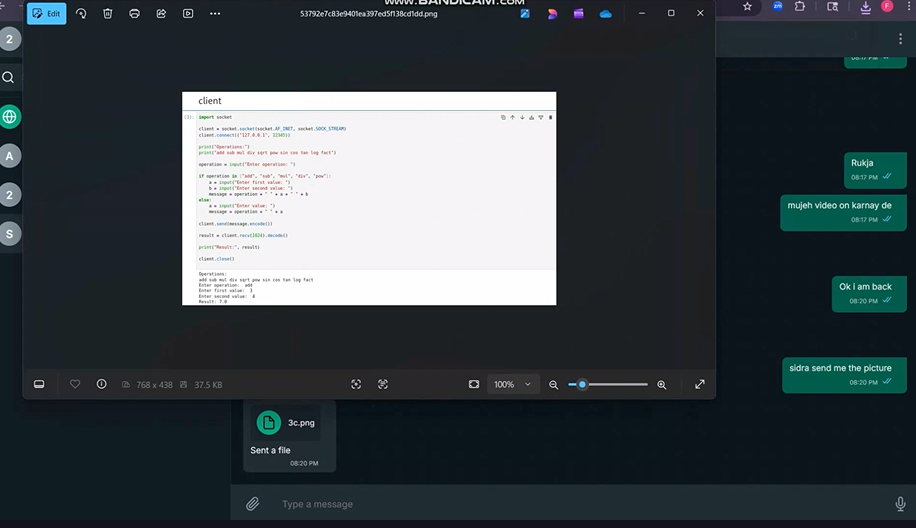 WWW.BANDICAM.COM
Edit
53792e7c83e9401ea397ed5f138cd1dd.png
client
[3]: import socket
client = socket.socket(socket.AF_INET, socket.SOCK_STREAM)
client.connect(("127.0.0.1", 12345))
print("Operations:")
print("add sub mul div sqrt pow sin cos tan log fact")
operation = input("Enter operation: ")
if operation in ["add", "sub", "mul", "div", "pow"]:
a = input("Enter first value: ")
b = input("Enter second value: ")
message = operation + " " + a + " " + b
else:
a = input("Enter value: ")
message = operation + " " + a
client.send(message.encode())
result = client.recv(1024).decode()
print("Result:", result)
client.close()
Operations:
add sub mul div sqrt pow sin cos tan log fact
Enter operation: add
Enter first value: 3
Enter second value: 4
Result: 7.0
768 x 438
37.5 KB
100%
2
A
2
S
zm
F
08:17 PM
Rukja
08:17 PM
mujeh video on karnay de
08:17 PM
Ok i am back
08:20 PM
sidra send me the picture
08:20 PM
3c.png
Sent a file
08:20 PM
Type a message